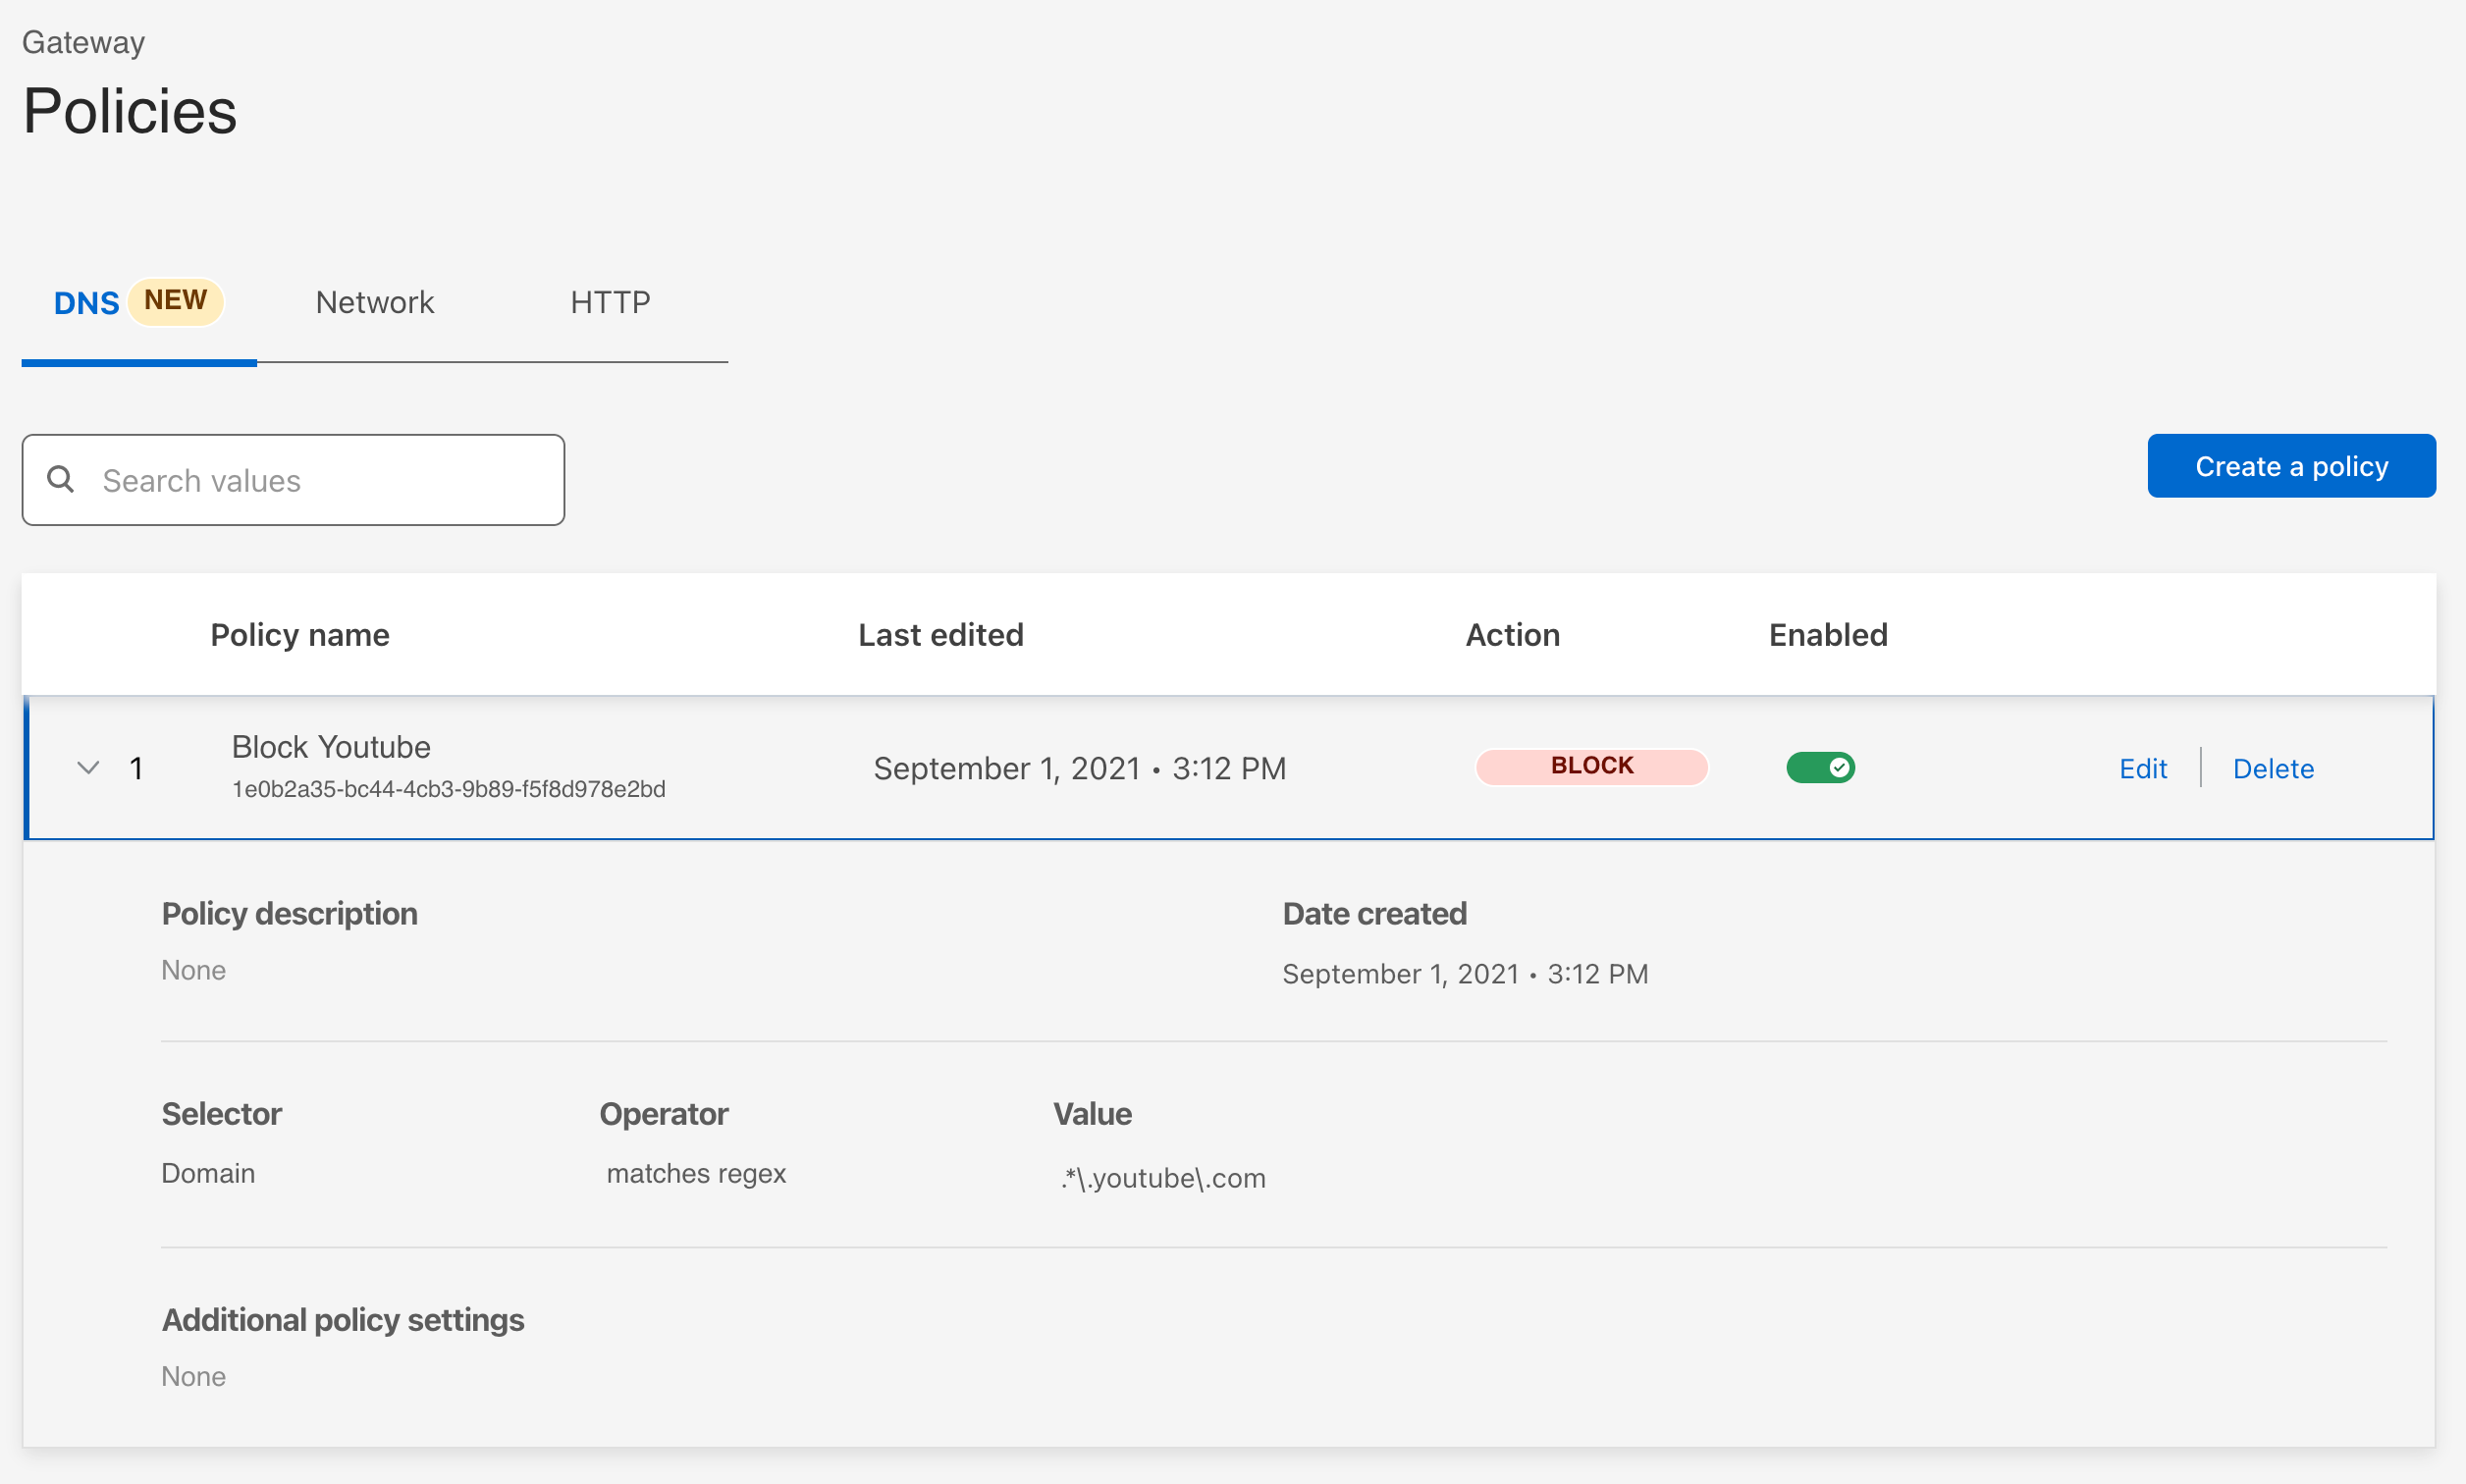 Gateway
Policies
DNS NEW Network HTTP
Search values
Create a policy
Policy name Last edited Action Enabled
1 Block Youtube September 1, 2021 • 3:12 PM BLOCK Edit Delete
1e0b2a35-bc44-4cb3-9b89-f5f8d978e2bd
Policy description Date created
None September 1, 2021 • 3:12 PM
Selector Operator Value
Domain matches regex .*\.youtube\.com
Additional policy settings
None